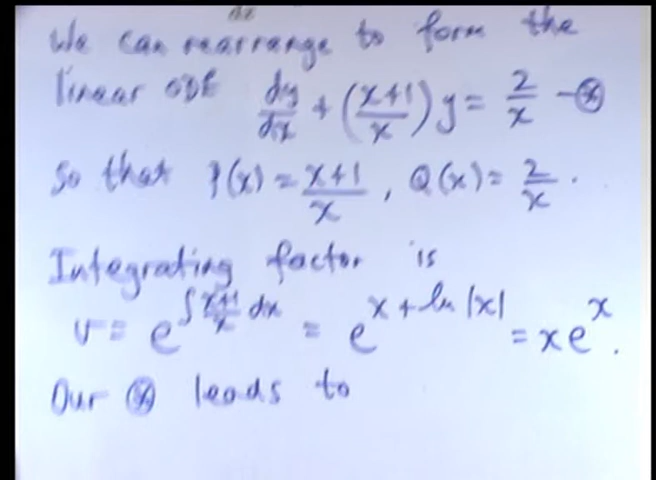 We can rearrange to form the
linear ODE dy/dx + (x+1/x) y = 2/x - ⊛
so that P(x) = x+1/x , Q(x) = 2/x .
Integrating factor is
v = e^∫ x+1/x dx = e^x + ln |x| = xe^x .
Our ⊛ leads to